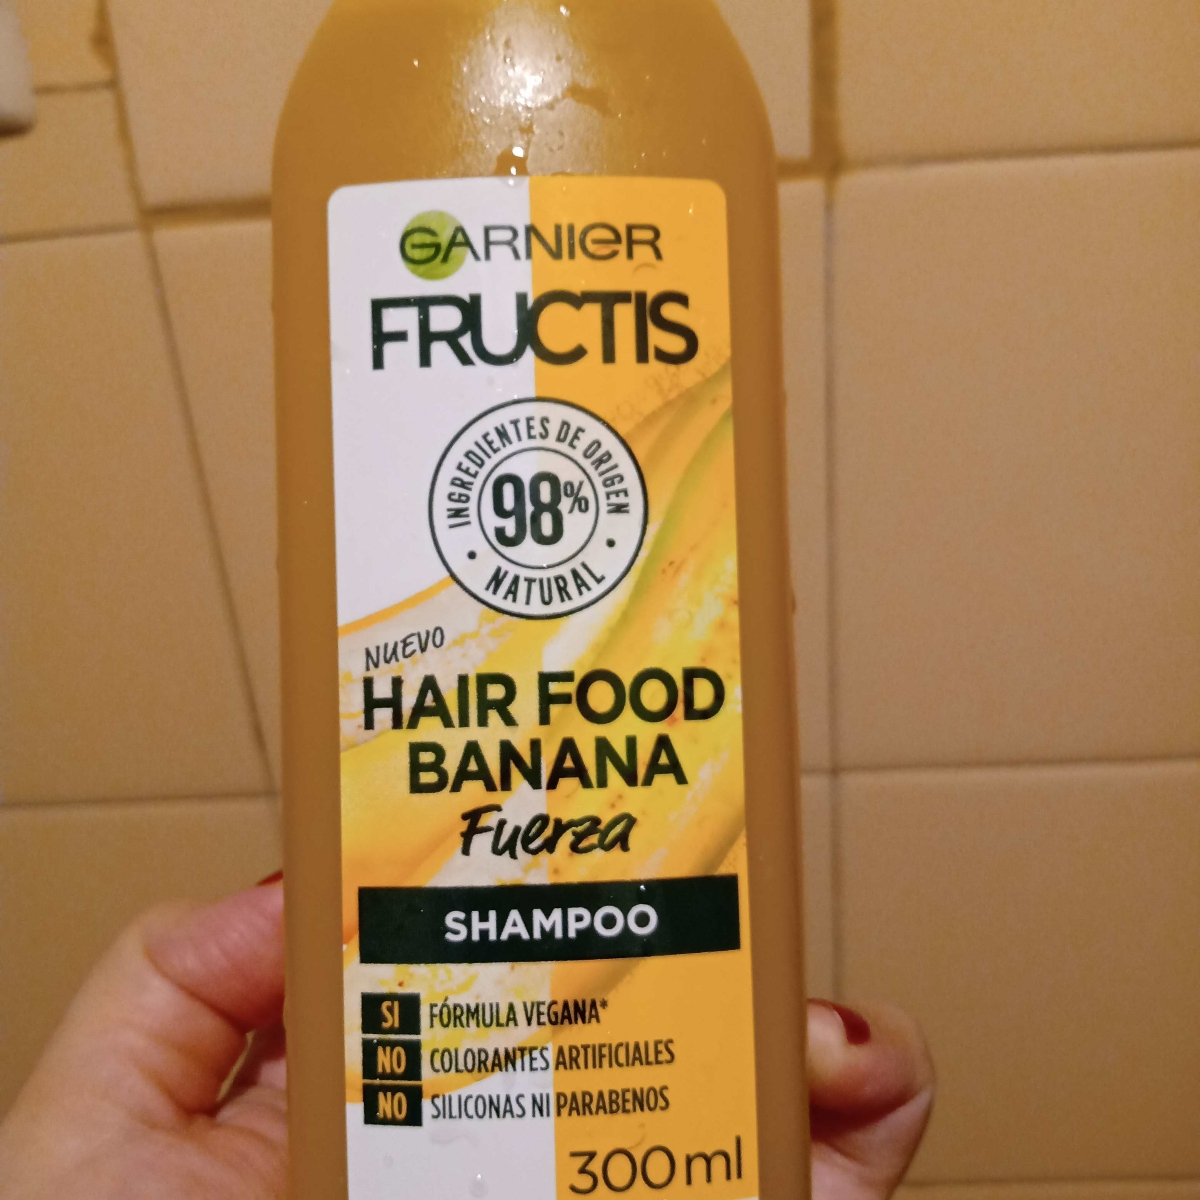 GARNIER
FRUCTIS
INGREDIENTES DE ORIGEN
98%
• NATURAL •
NUEVO
HAIR FOOD
BANANA
Fuerza
SHAMPOO
SI FÓRMULA VEGANA*
NO COLORANTES ARTIFICIALES
NO SILICONAS NI PARABENOS
300ml